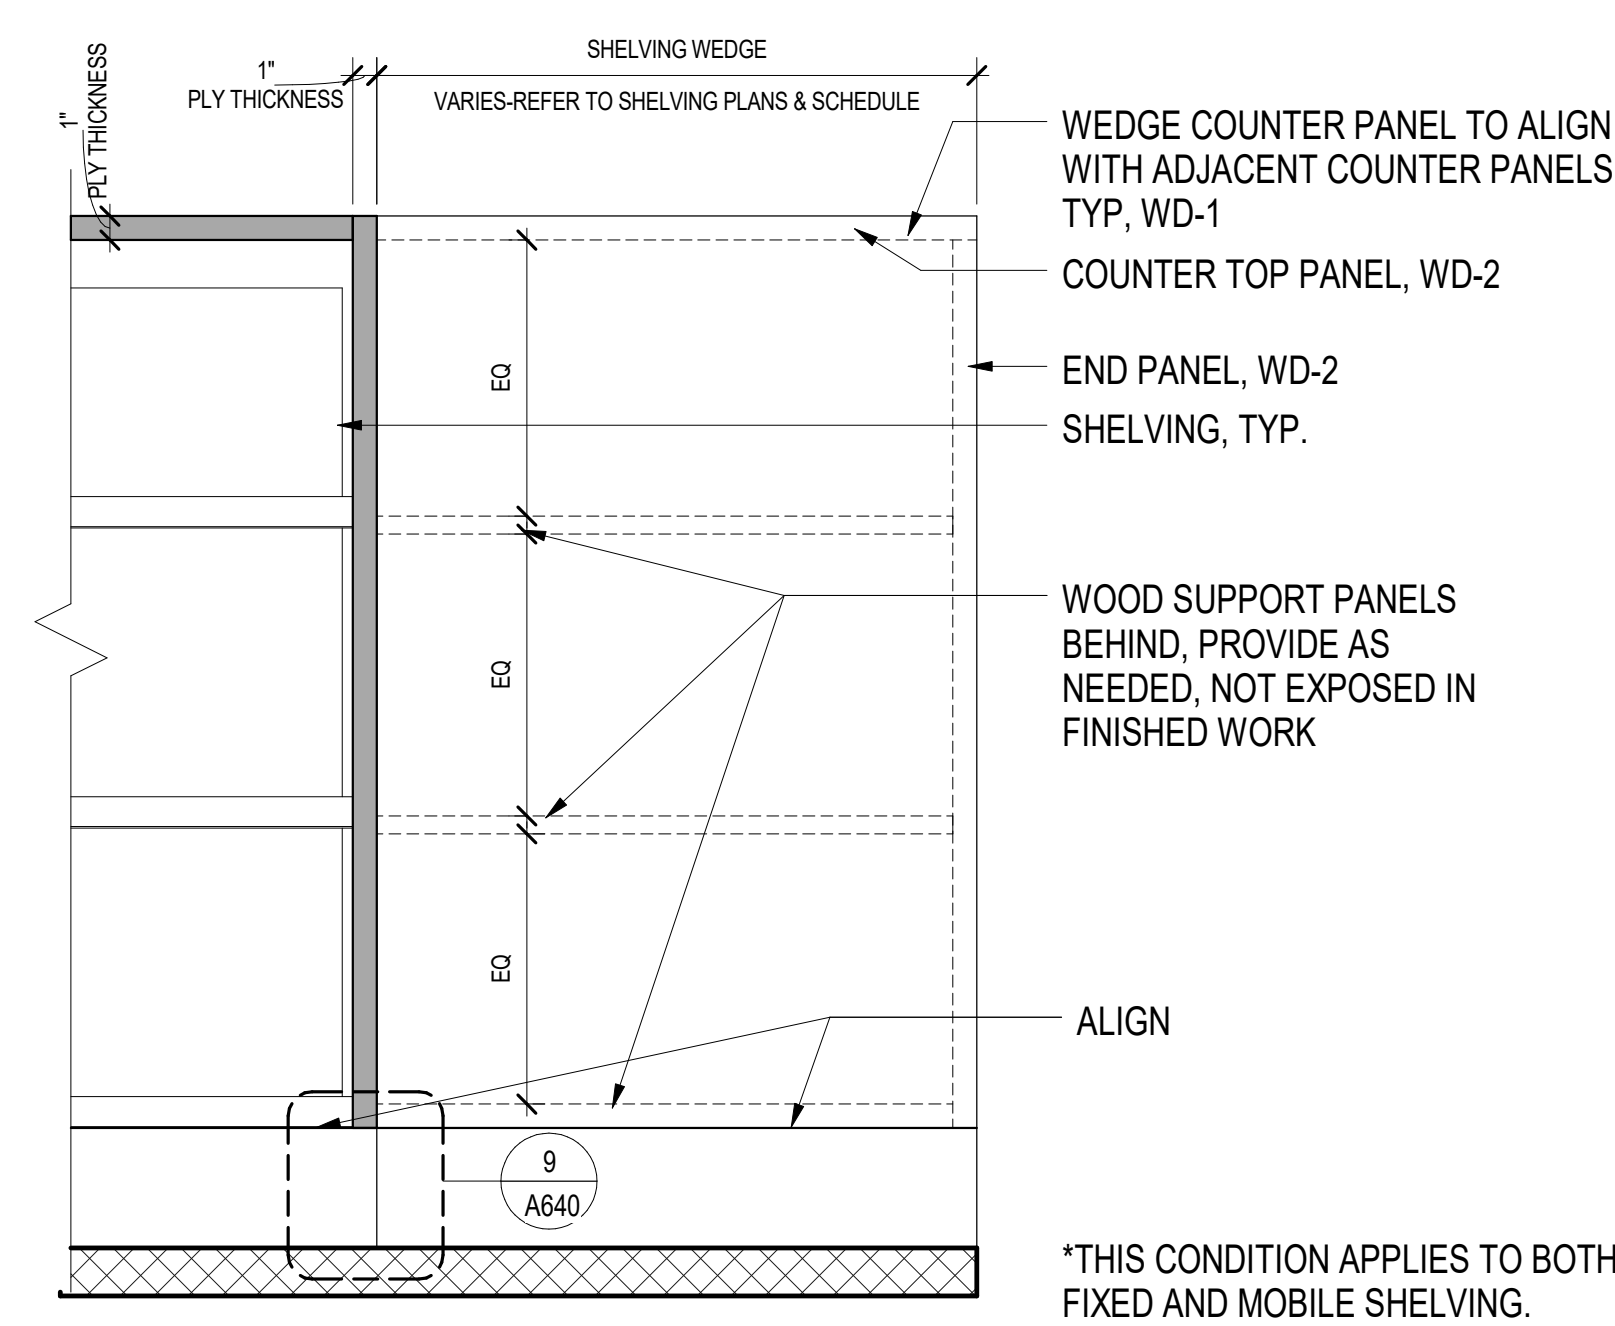 1"
PLY THICKNESS
1"
PLY THICKNESS
SHELVING WEDGE
VARIES-REFER TO SHELVING PLANS & SCHEDULE
WEDGE COUNTER PANEL TO ALIGN
WITH ADJACENT COUNTER PANELS
TYP, WD-1
COUNTER TOP PANEL, WD-2
END PANEL, WD-2
EQ
SHELVING, TYP.
WOOD SUPPORT PANELS
BEHIND, PROVIDE AS
NEEDED, NOT EXPOSED IN
FINISHED WORK
EQ
EQ
ALIGN
9
A640
*THIS CONDITION APPLIES TO BOTH
FIXED AND MOBILE SHELVING.